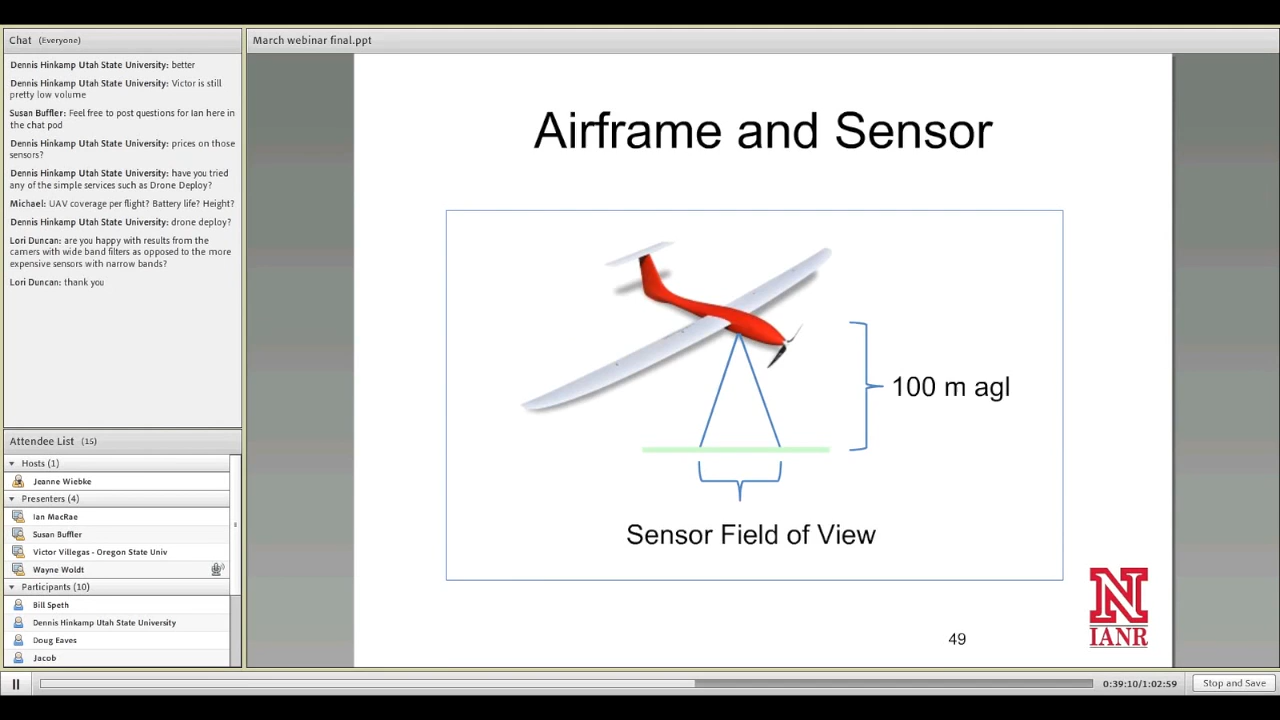 Chat (Everyone)
Dennis Hinkamp Utah State University: better
Dennis Hinkamp Utah State University: Victor is still
pretty low volume
Susan Buffler: Feel free to post questions for Ian here in
the chat pod
Dennis Hinkamp Utah State University: prices on those
sensors?
Dennis Hinkamp Utah State University: have you tried
any of the simple services such as Drone Deploy?
Michael: UAV coverage per flight? Battery life? Height?
Dennis Hinkamp Utah State University: drone deploy?
Lori Duncan: are you happy with results from the
camers with wide band filters as opposed to the more
expensive sensors with narrow bands?
Lori Duncan: thank you
Attendee List (15)
Hosts (1)
Jeanne Wiebke
Presenters (4)
Ian MacRae
Susan Buffler
Victor Villegas - Oregon State Univ
Wayne Woldt
Participants (10)
Bill Speth
Dennis Hinkamp Utah State University
Doug Eaves
Jacob
March webinar final.ppt
Airframe and Sensor
100 m agl
Sensor Field of View
49
N
IANR
0:39:10/1:02:59
Stop and Save